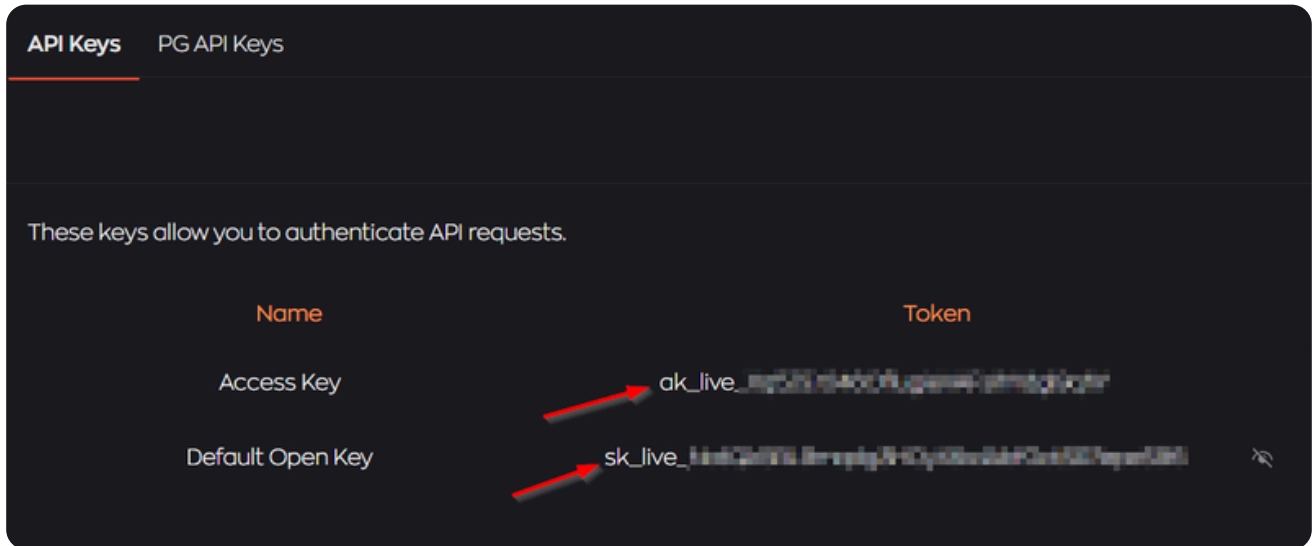 API Keys PG API Keys
These keys allow you to authenticate API requests.
Name Token
Access Key ak_live_
Default Open Key sk_live_